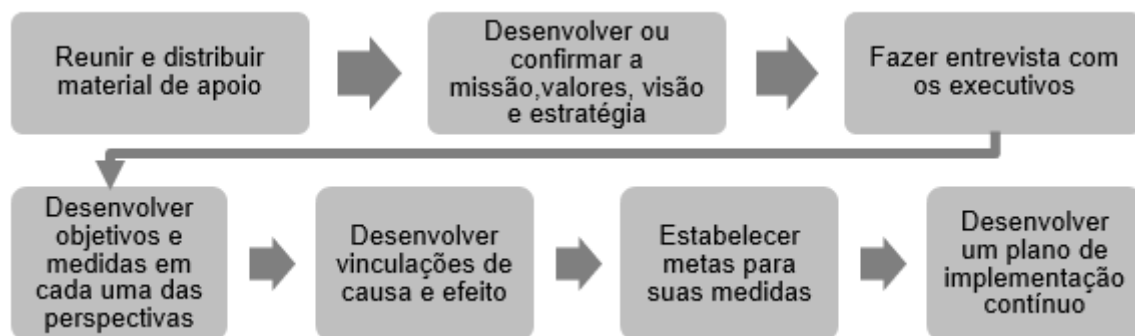 Reunir e distribuir
material de apoio
Desenvolver ou
confirmar a
missão,valores, visão
e estratégia
Fazer entrevista com
os executivos
Desenvolver
objetivos e
medidas em
cada uma das
perspectivas
Desenvolver
vinculações de
causa e efeito
Estabelecer
metas para
suas medidas
Desenvolver
um plano de
implementação
contínuo